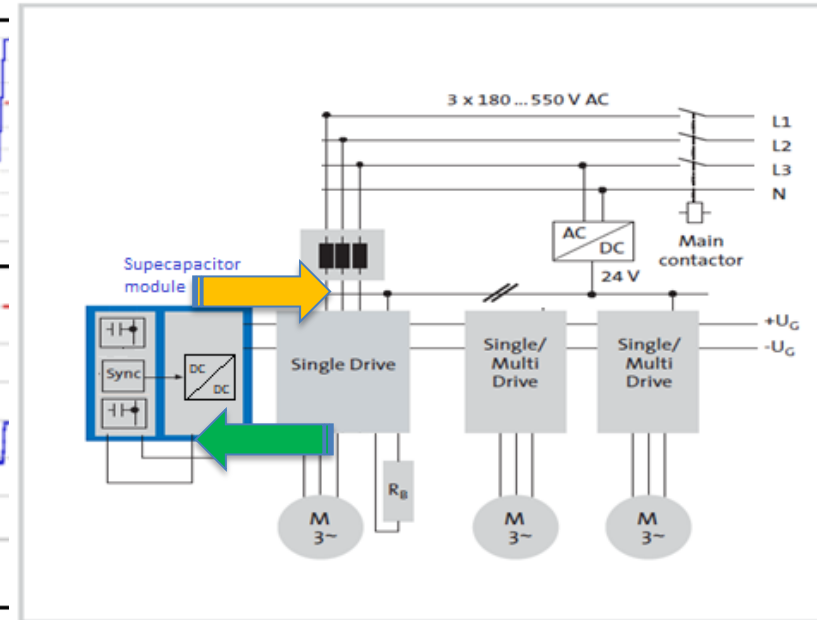 3 x 180 ... 550 V AC
L1
L2
L3
N
AC
DC
Main
contactor
24 V
Supecapacitor
module
+UG
-UG
Sync
DC
DC
Single Drive
Single/
Multi
Drive
Single/
Multi
Drive
RB
M
3~
M
3~
M
3~